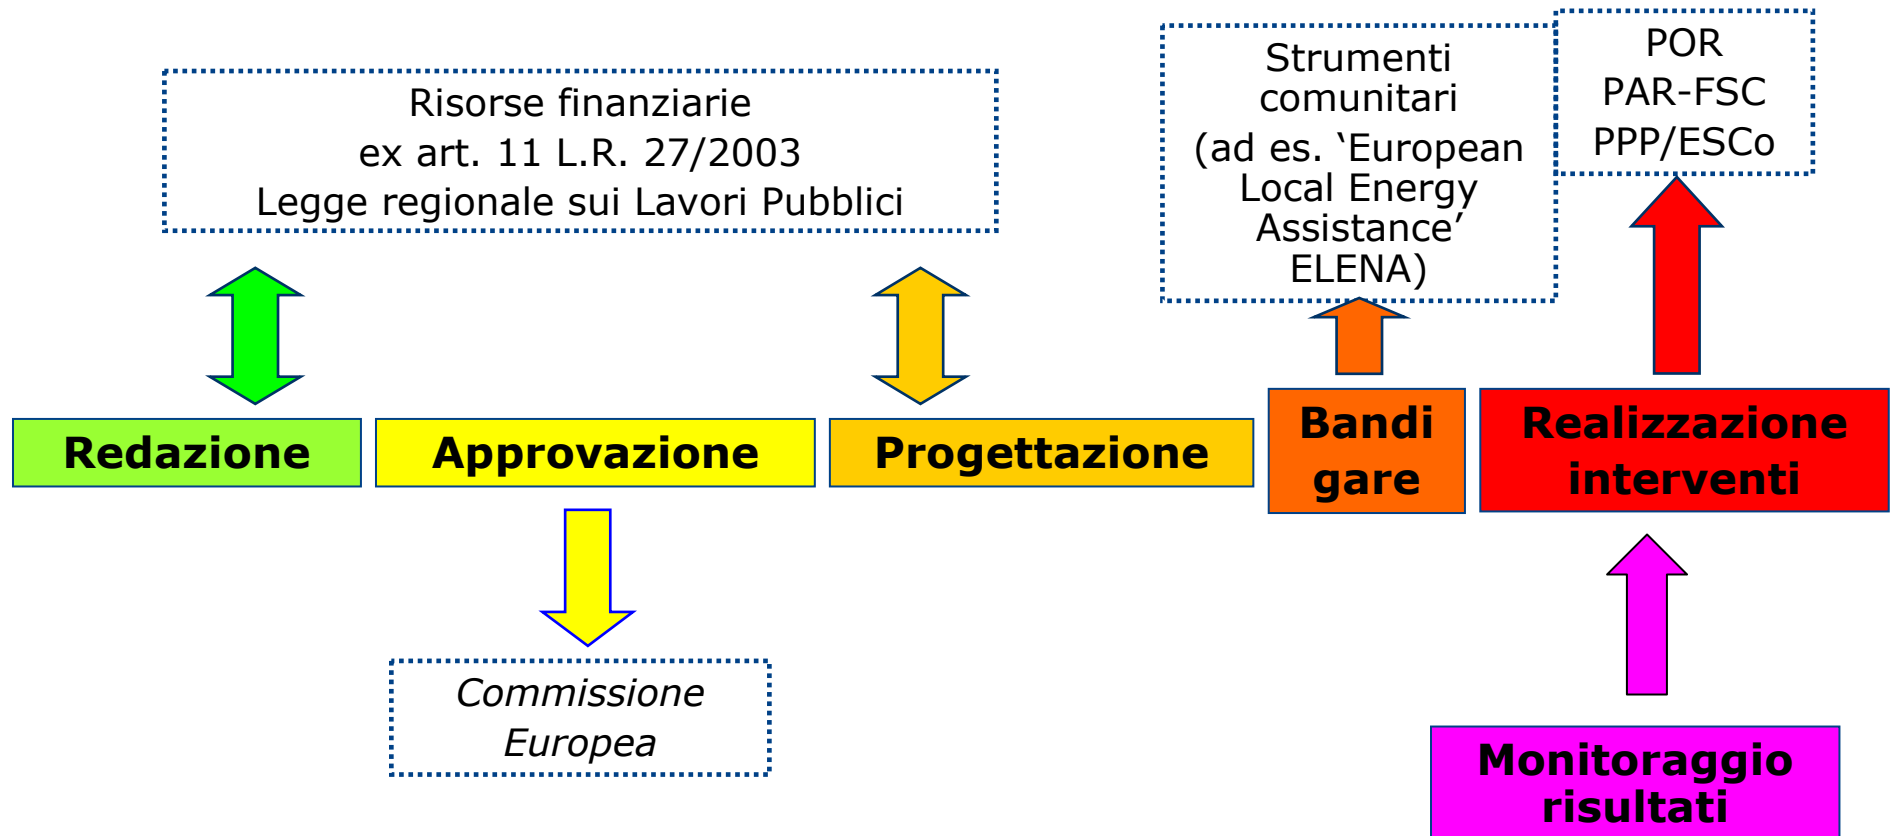 Risorse finanziarie
ex art. 11 L.R. 27/2003
Legge regionale sui Lavori Pubblici
Strumenti
comunitari
(ad es. ‘European
Local Energy
Assistance’
ELENA)
POR
PAR-FSC
PPP/ESCo
Redazione
Approvazione
Progettazione
Bandi
gare
Realizzazione
interventi
Commissione
Europea
Monitoraggio
risultati